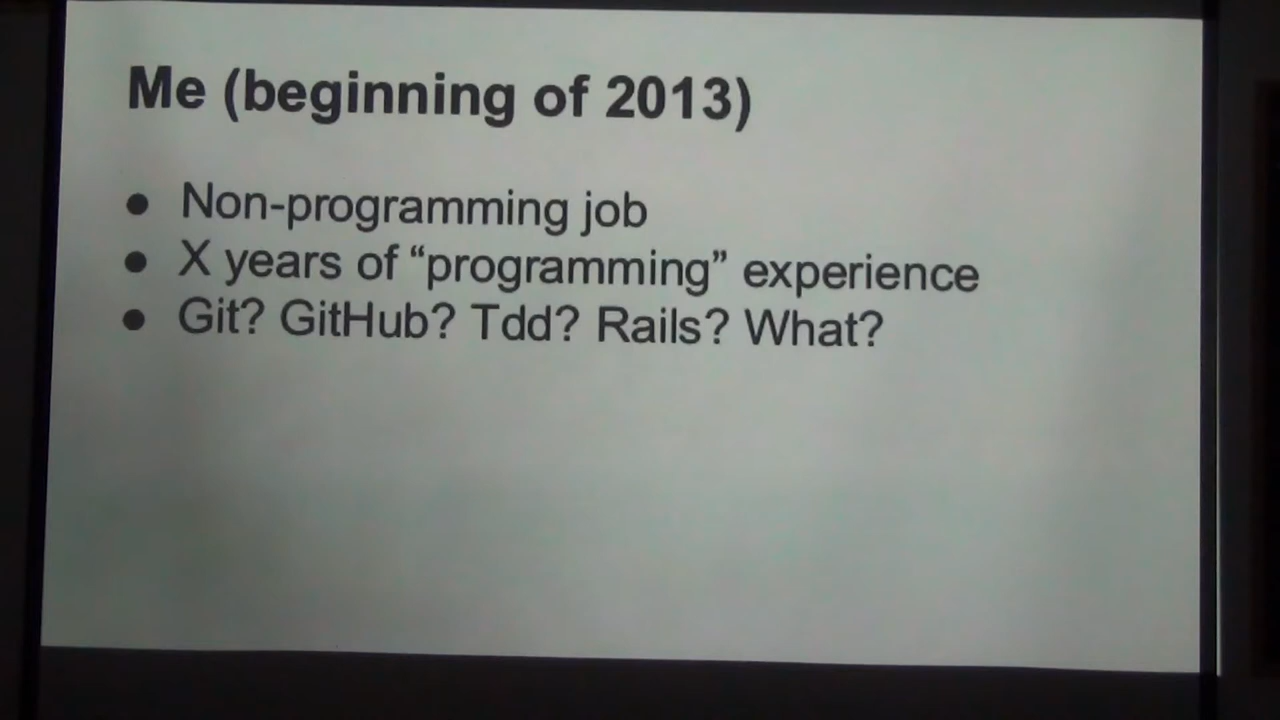 Me (beginning of 2013)
● Non-programming job
● X years of “programming” experience
● Git? GitHub? Tdd? Rails? What?